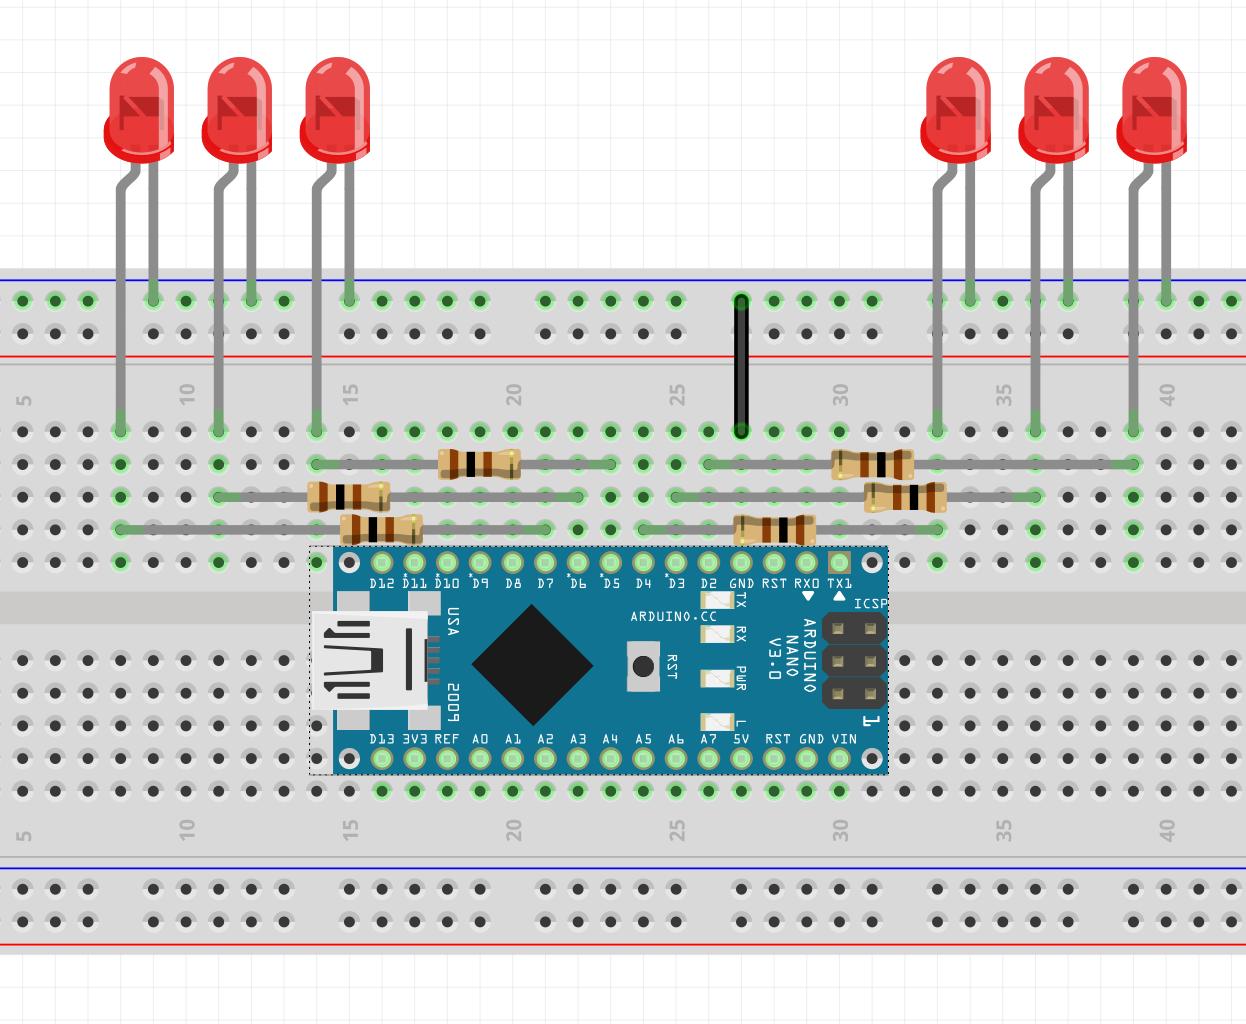 5 10 15 20 25 30 35 40
D12 *D11 *D10 *D9 D8 D7 *D6 *D5 D4 *D3 D2 GND RST RX0 TX1
ICSP
USA
ARDUINO.CC
TX
RX
RST
PWR
L
ARDUINO
NANO
V3.0
2009
1
D13 3V3 REF A0 A1 A2 A3 A4 A5 A6 A7 5V RST GND VIN
5 10 15 20 25 30 35 40